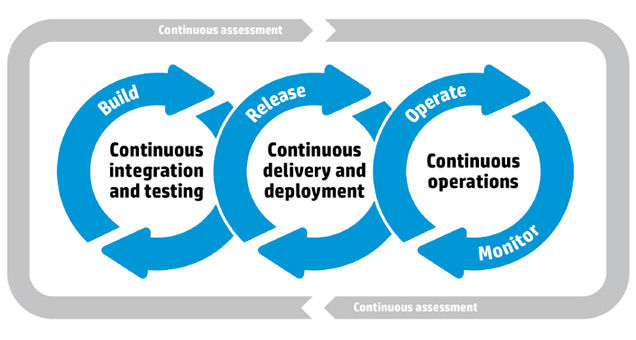 Continuous assessment
Build
Release
Operate
Continuous
integration
and testing
Continuous
delivery and
deployment
Continuous
operations
Monitor
Continuous assessment